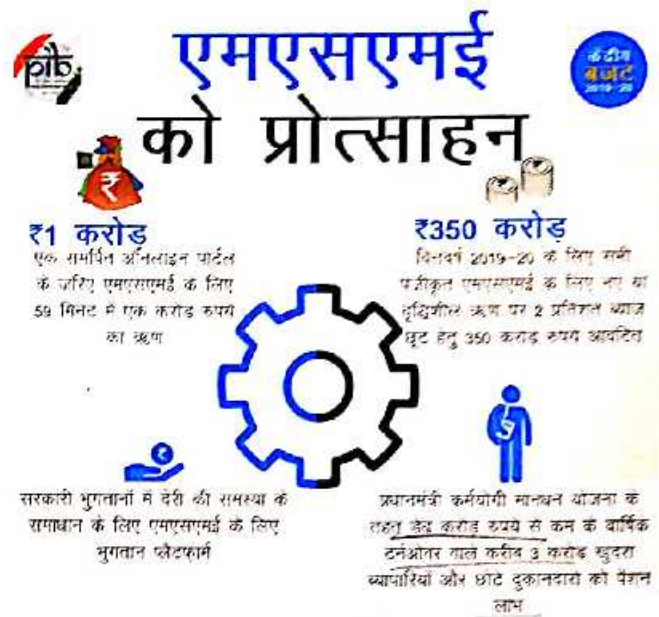 pib
एमएसएमई
को प्रोत्साहन
केंद्रीय
बजट
2019-20
₹1 करोड़
एक समर्पित ऑनलाइन पोर्टल
के जरिए एमएसएमई के लिए
59 मिनट में एक करोड़ रुपये
का ऋण
₹350 करोड़
वित्तवर्ष 2019-20 के लिए सभी
पंजीकृत एमएसएमई के लिए नए या
वृद्धिशील ऋण पर 2 प्रतिशत ब्याज
छूट हेतु 350 करोड़ रुपये आवंटित
सरकारी भुगतानों में देरी की समस्या के
समाधान के लिए एमएसएमई के लिए
भुगतान प्लेटफार्म
प्रधानमंत्री कर्मयोगी मानधन योजना के
तहत डेढ़ करोड़ रुपये से कम के वार्षिक
टर्नओवर वाले करीब 3 करोड़ खुदरा
व्यापारियों और छोटे दुकानदारों को पेंशन
लाभ